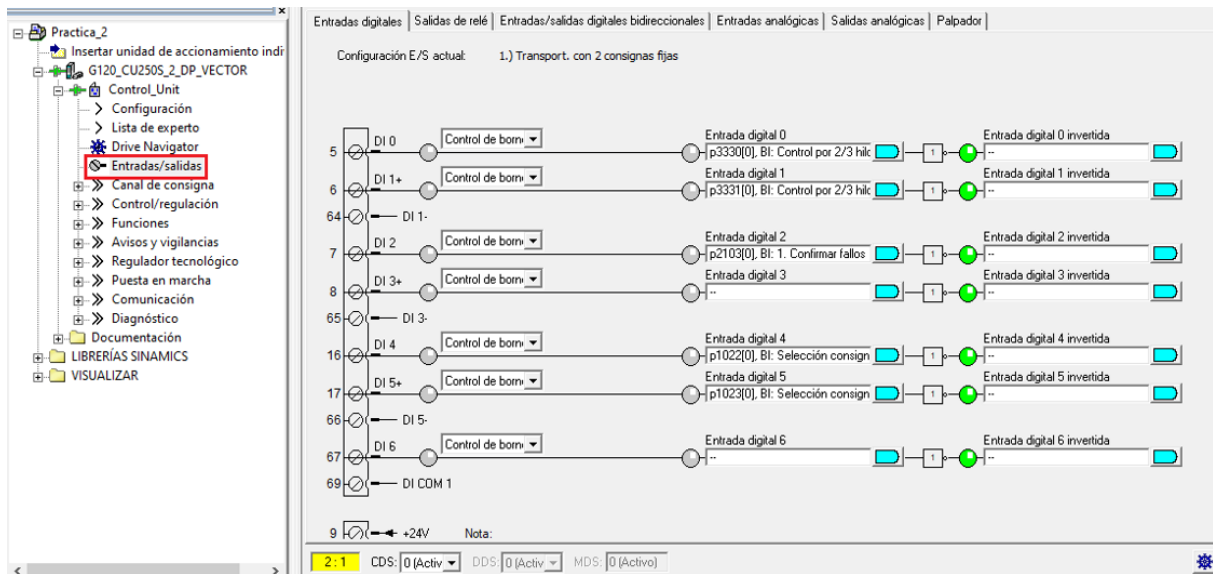 Practica_2
Insertar unidad de accionamiento indi
G120_CU250S_2_DP_VECTOR
Control_Unit
Configuración
Lista de experto
Drive Navigator
Entradas/salidas
Canal de consigna
Control/regulación
Funciones
Avisos y vigilancias
Regulador tecnológico
Puesta en marcha
Comunicación
Diagnóstico
Documentación
LIBRERÍAS SINAMICS
VISUALIZAR
Entradas digitales Salidas de relé Entradas/salidas digitales bidireccionales Entradas analógicas Salidas analógicas Palpador
Configuración E/S actual: 1.) Transport. con 2 consignas fijas
Entrada digital 0 Entrada digital 0 invertida
5 DI 0 Control de born p3330[0], BI: Control por 2/3 hilc 1 --
Entrada digital 1 Entrada digital 1 invertida
6 DI 1+ Control de born p3331[0], BI: Control por 2/3 hilc 1 --
64 DI 1-
Entrada digital 2 Entrada digital 2 invertida
7 DI 2 Control de born p2103[0], BI: 1. Confirmar fallos 1 --
Entrada digital 3 Entrada digital 3 invertida
8 DI 3+ Control de born -- 1 --
65 DI 3-
Entrada digital 4 Entrada digital 4 invertida
16 DI 4 Control de born p1022[0], BI: Selección consign 1 --
Entrada digital 5 Entrada digital 5 invertida
17 DI 5+ Control de born p1023[0], BI: Selección consign 1 --
66 DI 5-
Entrada digital 6 Entrada digital 6 invertida
67 DI 6 Control de born -- 1 --
69 DI COM 1
9 +24V Nota:
2:1 CDS: 0 (Activ DDS: 0 (Activ MDS: 0 (Activo)